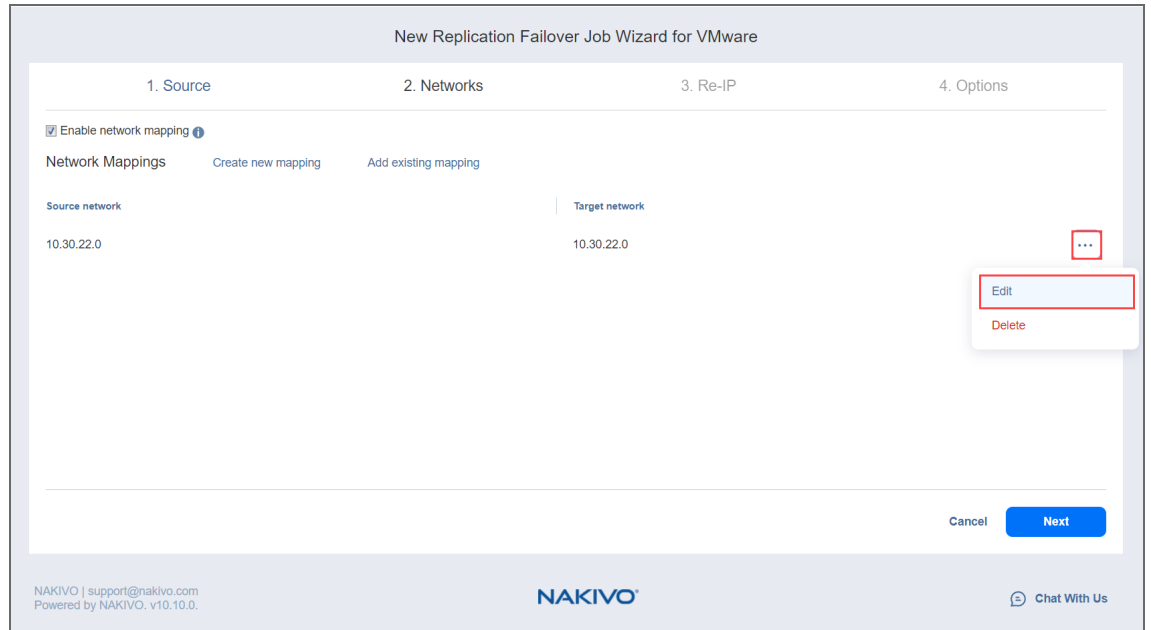 New Replication Failover Job Wizard for VMware
1. Source 2. Networks 3. Re-IP 4. Options
Enable network mapping
Network Mappings Create new mapping Add existing mapping
Source network Target network
10.30.22.0 10.30.22.0 ...
Edit
Delete
Cancel Next
NAKIVO | support@nakivo.com
Powered by NAKIVO. v10.10.0.
NAKIVO®
Chat With Us